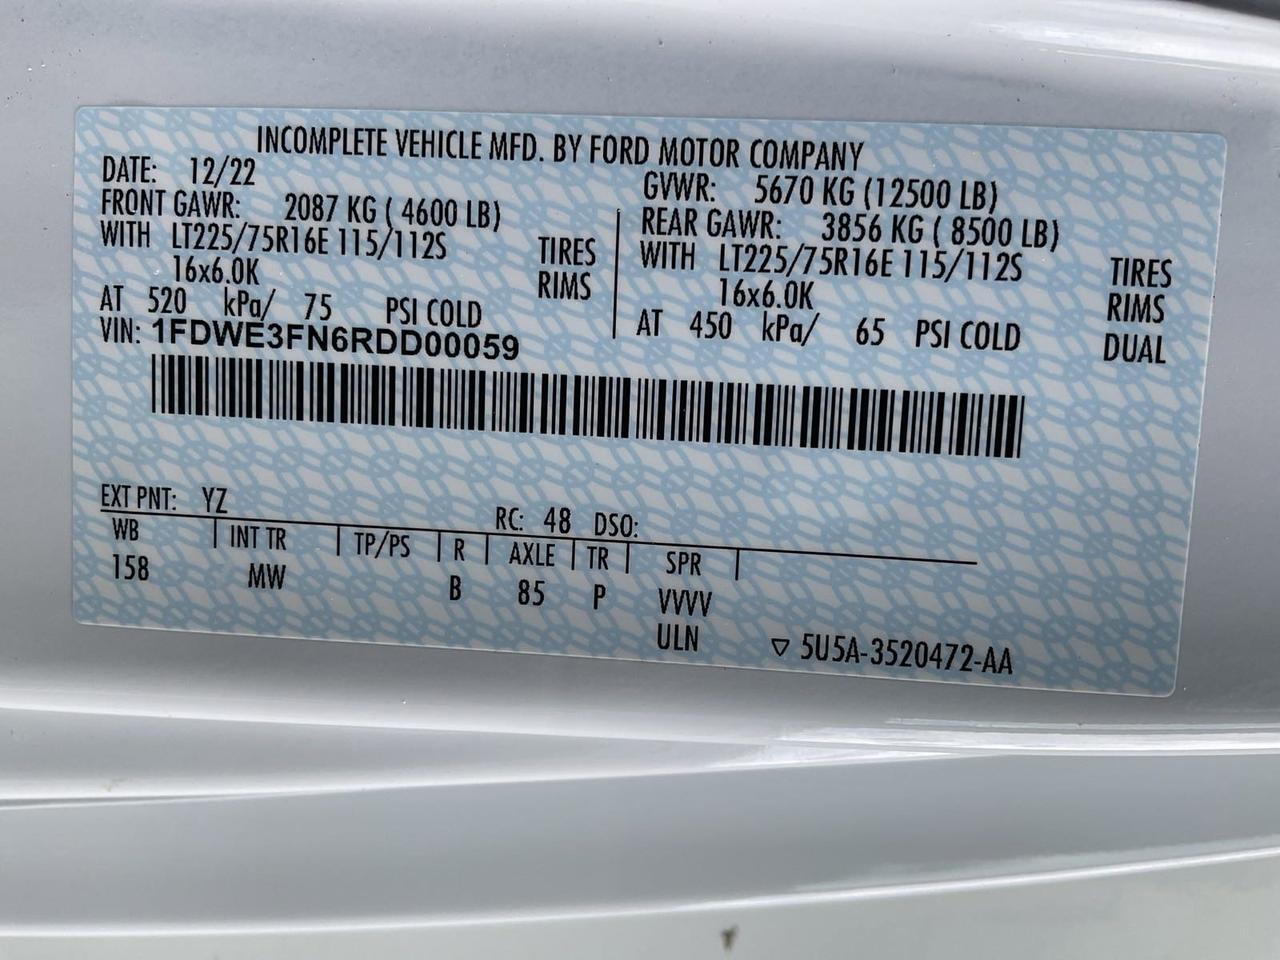 INCOMPLETE VEHICLE MFD. BY FORD MOTOR COMPANY
DATE: 12/22 GVWR: 5670 KG (12500 LB)
FRONT GAWR: 2087 KG ( 4600 LB) REAR GAWR: 3856 KG ( 8500 LB)
WITH LT225/75R16E 115/112S TIRES WITH LT225/75R16E 115/112S TIRES
16x6.0K RIMS 16x6.0K RIMS
AT 520 kPa/ 75 PSI COLD AT 450 kPa/ 65 PSI COLD DUAL
VIN: 1FDWE3FN6RDD00059
EXT PNT: YZ RC: 48 DSO:
WB INT TR TP/PS R AXLE TR SPR
158 MW B 85 P VVVV
ULN ▽ 5U5A-3520472-AA